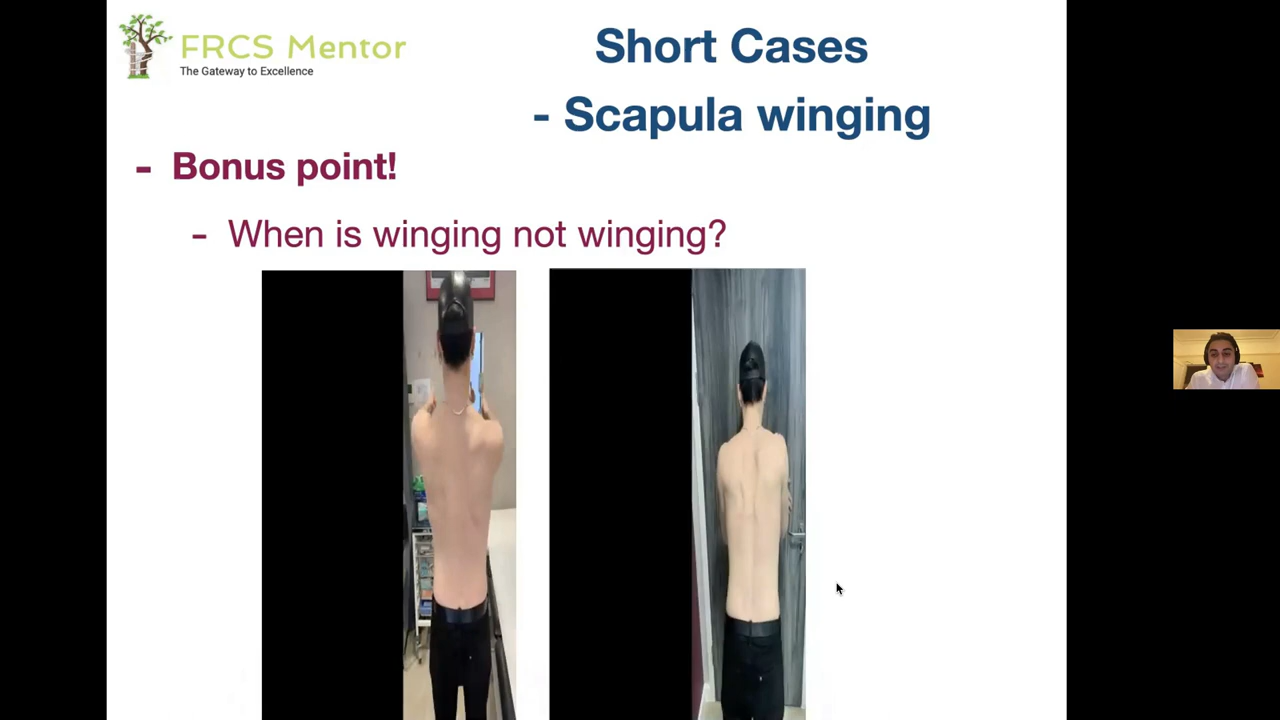 FRCS Mentor
The Gateway to Excellence
Short Cases
- Scapula winging
- Bonus point!
- When is winging not winging?